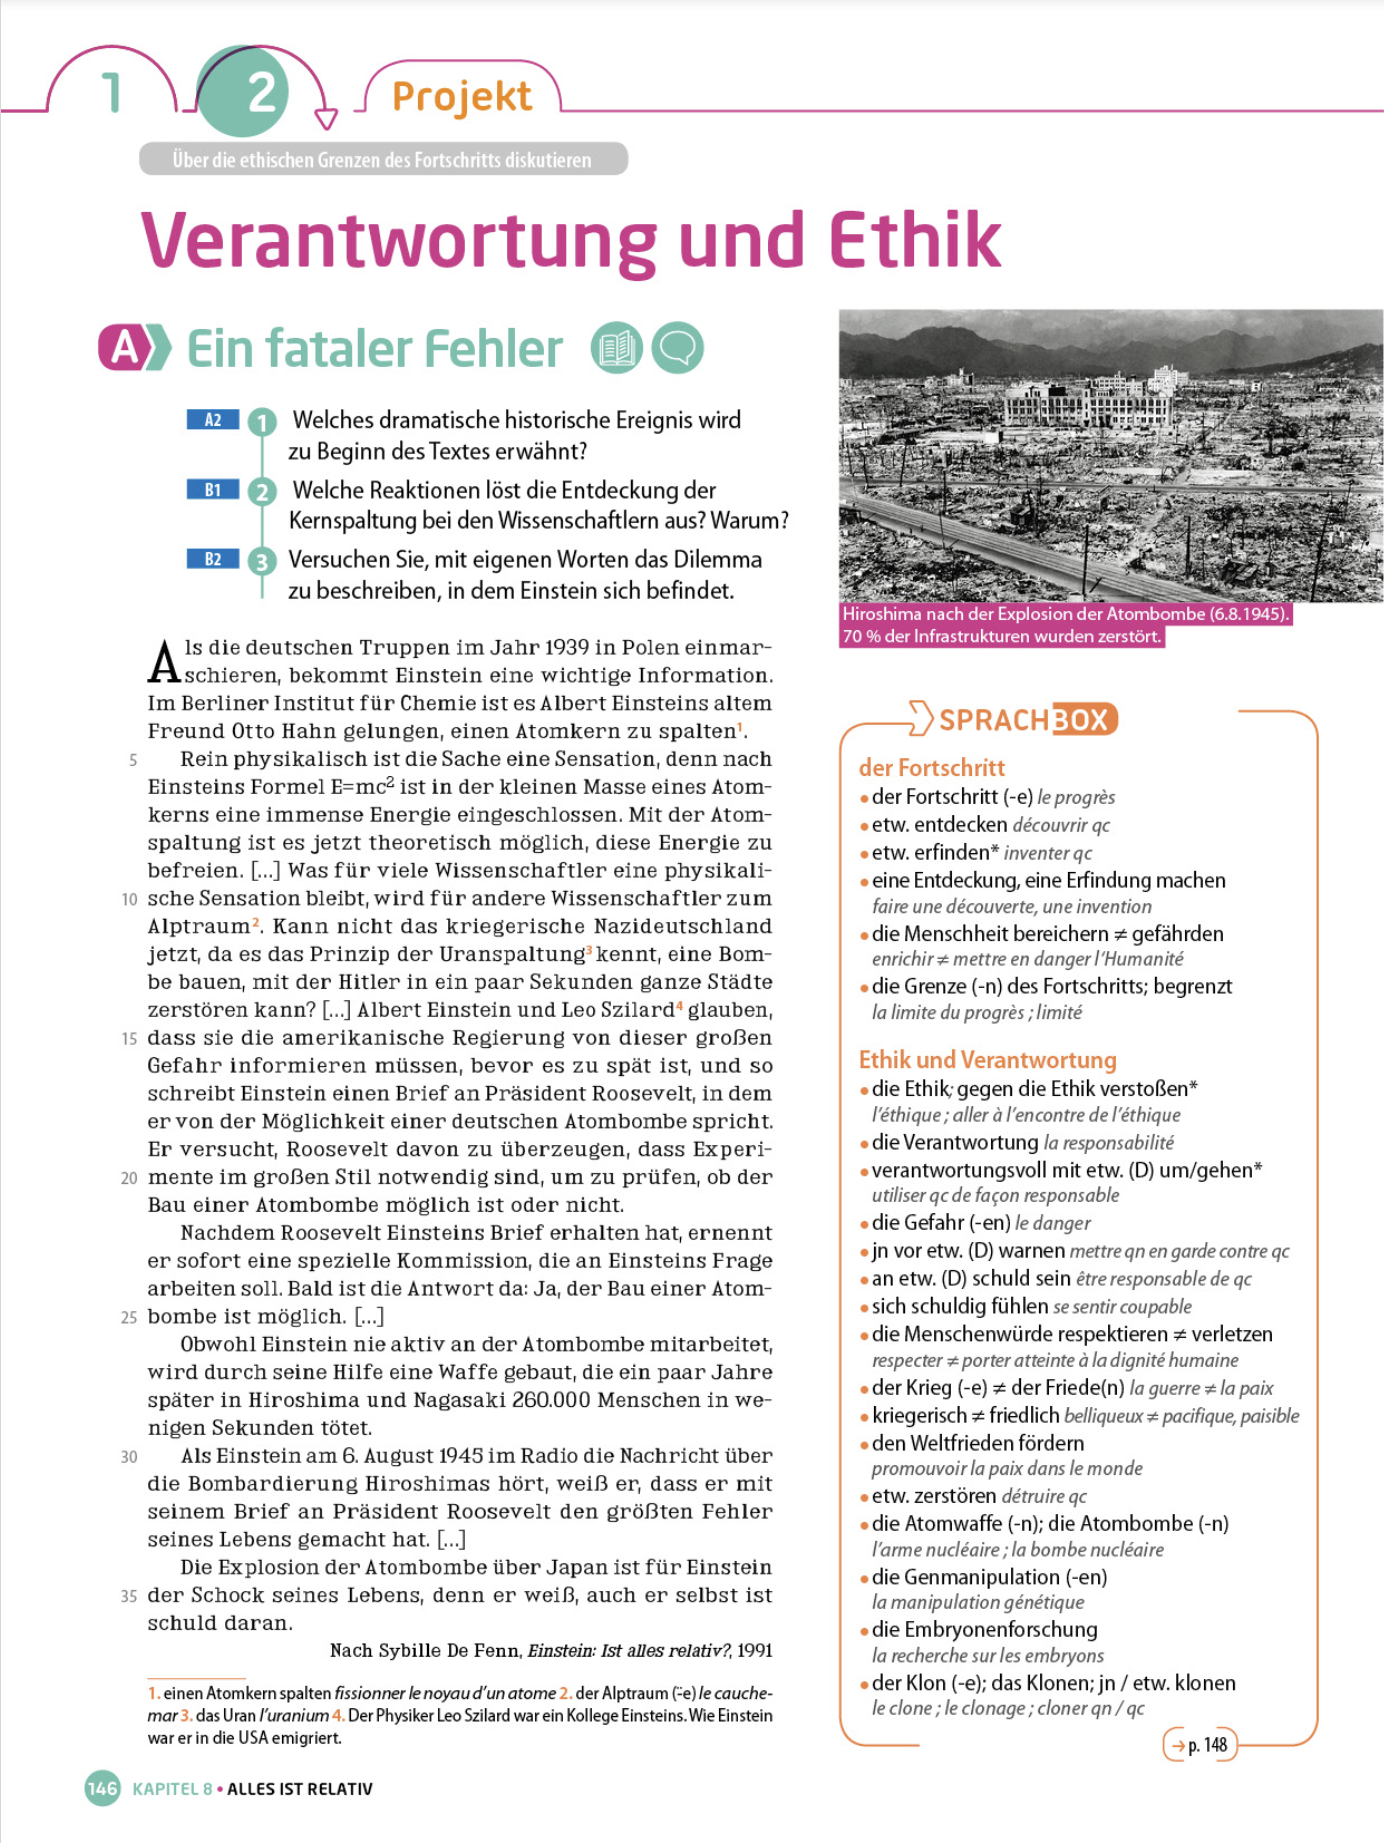 1
2
Projekt
Über die ethischen Grenzen des Fortschritts diskutieren
Verantwortung und Ethik
A
Ein fataler Fehler
A2 1 Welches dramatische historische Ereignis wird
zu Beginn des Textes erwähnt?
B1 2 Welche Reaktionen löst die Entdeckung der
Kernspaltung bei den Wissenschaftlern aus? Warum?
B2 3 Versuchen Sie, mit eigenen Worten das Dilemma
zu beschreiben, in dem Einstein sich befindet.
Als die deutschen Truppen im Jahr 1939 in Polen einmar-
schieren, bekommt Einstein eine wichtige Information.
Im Berliner Institut für Chemie ist es Albert Einsteins altem
Freund Otto Hahn gelungen, einen Atomkern zu spalten¹.
5 Rein physikalisch ist die Sache eine Sensation, denn nach
Einsteins Formel E=mc² ist in der kleinen Masse eines Atom-
kerns eine immense Energie eingeschlossen. Mit der Atom-
spaltung ist es jetzt theoretisch möglich, diese Energie zu
befreien. [...] Was für viele Wissenschaftler eine physikali-
10 sche Sensation bleibt, wird für andere Wissenschaftler zum
Alptraum². Kann nicht das kriegerische Nazideutschland
jetzt, da es das Prinzip der Uranspaltung³ kennt, eine Bom-
be bauen, mit der Hitler in ein paar Sekunden ganze Städte
zerstören kann? [...] Albert Einstein und Leo Szilard⁴ glauben,
15 dass sie die amerikanische Regierung von dieser großen
Gefahr informieren müssen, bevor es zu spät ist, und so
schreibt Einstein einen Brief an Präsident Roosevelt, in dem
er von der Möglichkeit einer deutschen Atombombe spricht.
Er versucht, Roosevelt davon zu überzeugen, dass Experi-
20 mente im großen Stil notwendig sind, um zu prüfen, ob der
Bau einer Atombombe möglich ist oder nicht.
Nachdem Roosevelt Einsteins Brief erhalten hat, ernennt
er sofort eine spezielle Kommission, die an Einsteins Frage
arbeiten soll. Bald ist die Antwort da: Ja, der Bau einer Atom-
25 bombe ist möglich. [...]
Obwohl Einstein nie aktiv an der Atombombe mitarbeitet,
wird durch seine Hilfe eine Waffe gebaut, die ein paar Jahre
später in Hiroshima und Nagasaki 260.000 Menschen in we-
nigen Sekunden tötet.
30 Als Einstein am 6. August 1945 im Radio die Nachricht über
die Bombardierung Hiroshimas hört, weiß er, dass er mit
seinem Brief an Präsident Roosevelt den größten Fehler
seines Lebens gemacht hat. [...]
Die Explosion der Atombombe über Japan ist für Einstein
35 der Schock seines Lebens, denn er weiß, auch er selbst ist
schuld daran.
Nach Sybille De Fenn, Einstein: Ist alles relativ?, 1991
1. einen Atomkern spalten fissionner le noyau d'un atome 2. der Alptraum (¨-e) le cauche-
mar 3. das Uran l'uranium 4. Der Physiker Leo Szilard war ein Kollege Einsteins. Wie Einstein
war er in die USA emigriert.
Hiroshima nach der Explosion der Atombombe (6.8.1945).
70 % der Infrastrukturen wurden zerstört.
SPRACHBOX
der Fortschritt
• der Fortschritt (-e) le progrès
• etw. entdecken découvrir qc
• etw. erfinden* inventer qc
• eine Entdeckung, eine Erfindung machen
faire une découverte, une invention
• die Menschheit bereichern ≠ gefährden
enrichir ≠ mettre en danger l'Humanité
• die Grenze (-n) des Fortschritts; begrenzt
la limite du progrès ; limité
Ethik und Verantwortung
• die Ethik; gegen die Ethik verstoßen*
l'éthique ; aller à l'encontre de l'éthique
• die Verantwortung la responsabilité
• verantwortungsvoll mit etw. (D) um/gehen*
utiliser qc de façon responsable
• die Gefahr (-en) le danger
• jn vor etw. (D) warnen mettre qn en garde contre qc
• an etw. (D) schuld sein être responsable de qc
• sich schuldig fühlen se sentir coupable
• die Menschenwürde respektieren ≠ verletzen
respecter ≠ porter atteinte à la dignité humaine
• der Krieg (-e) ≠ der Friede(n) la guerre ≠ la paix
• kriegerisch ≠ friedlich belliqueux ≠ pacifique, paisible
• den Weltfrieden fördern
promouvoir la paix dans le monde
• etw. zerstören détruire qc
• die Atomwaffe (-n); die Atombombe (-n)
l'arme nucléaire ; la bombe nucléaire
• die Genmanipulation (-en)
la manipulation génétique
• die Embryonenforschung
la recherche sur les embryons
• der Klon (-e); das Klonen; jn / etw. klonen
le clone ; le clonage ; cloner qn / qc
→ p. 148
146 KAPITEL 8 • ALLES IST RELATIV